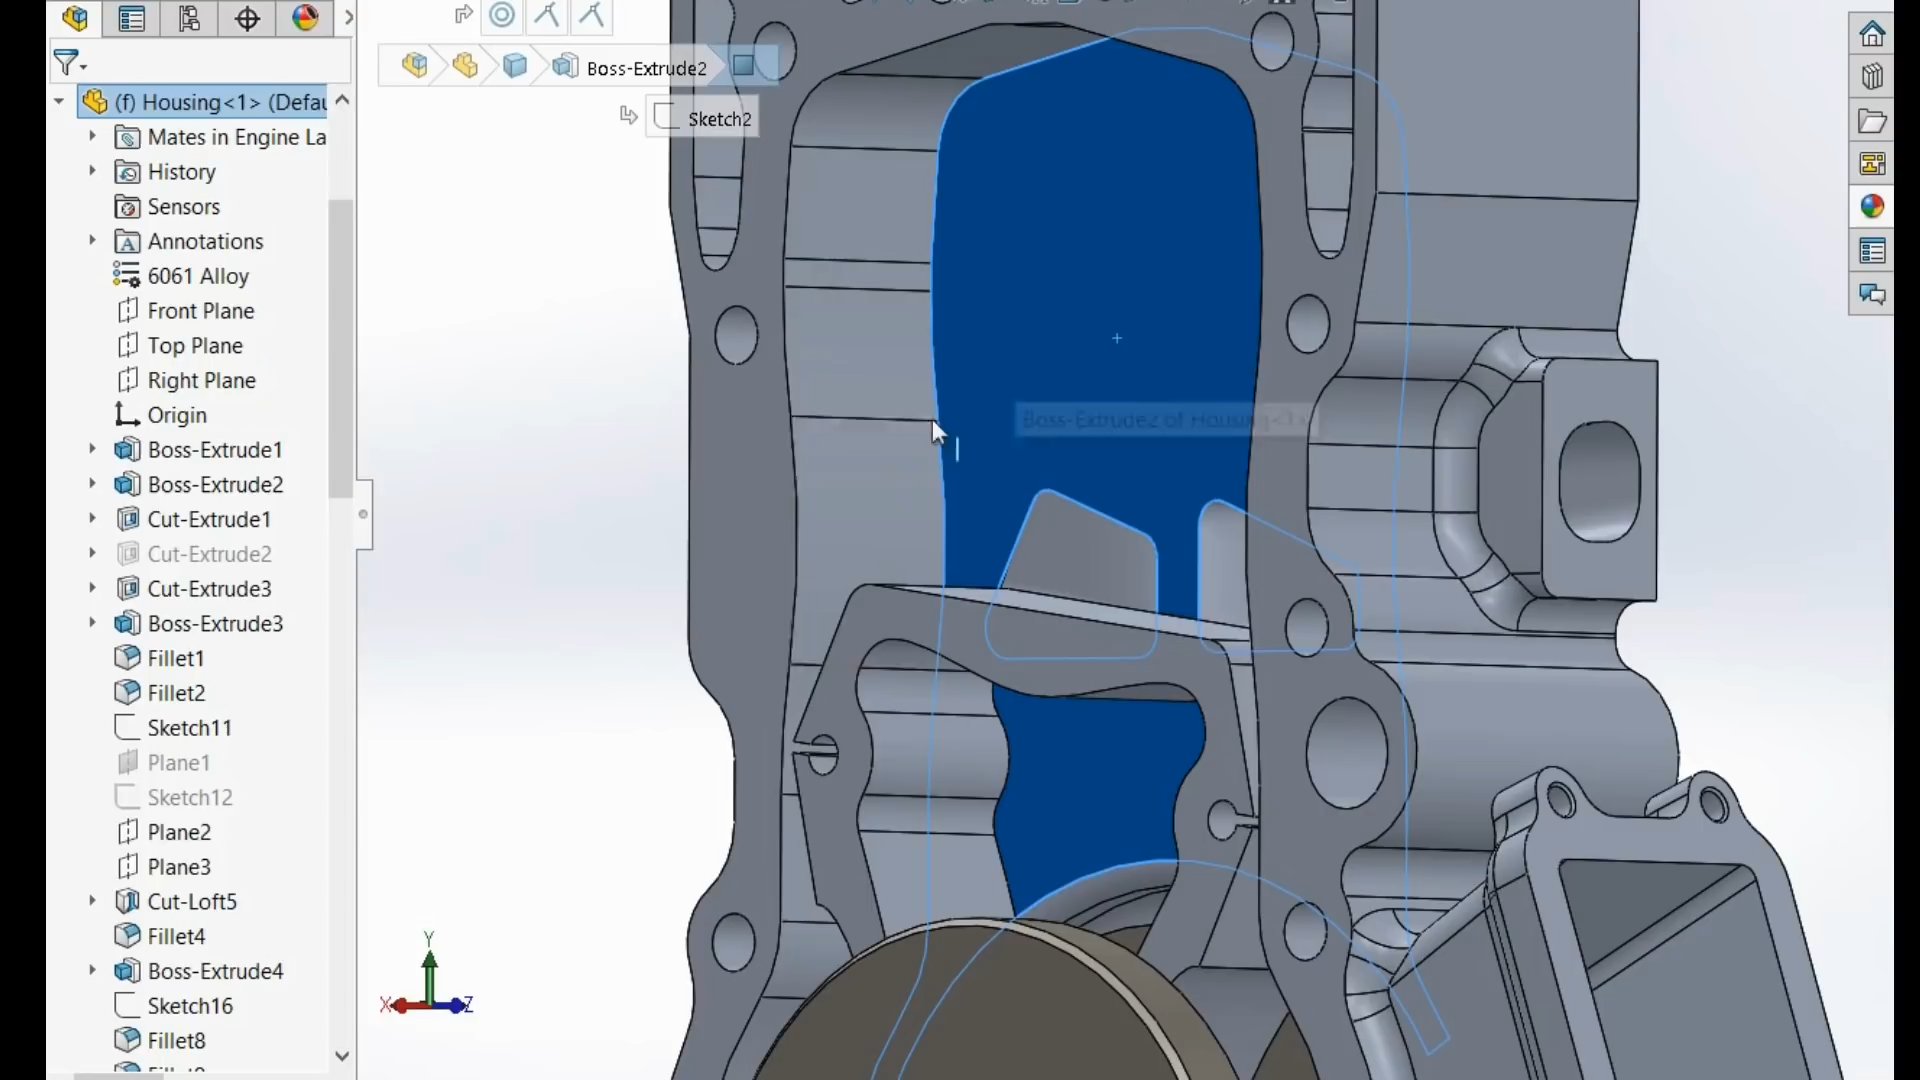 Boss-Extrude2
Sketch2
(f) Housing<1> (Defau
Mates in Engine La
History
Sensors
Annotations
6061 Alloy
Front Plane
Top Plane
Right Plane
Origin
Boss-Extrude1
Boss-Extrude2
Cut-Extrude1
Cut-Extrude2
Cut-Extrude3
Boss-Extrude3
Fillet1
Fillet2
Sketch11
Plane1
Sketch12
Plane2
Plane3
Cut-Loft5
Fillet4
Boss-Extrude4
Sketch16
Fillet8
Boss-Extrude2 of Housing<1>
Y
X
Z